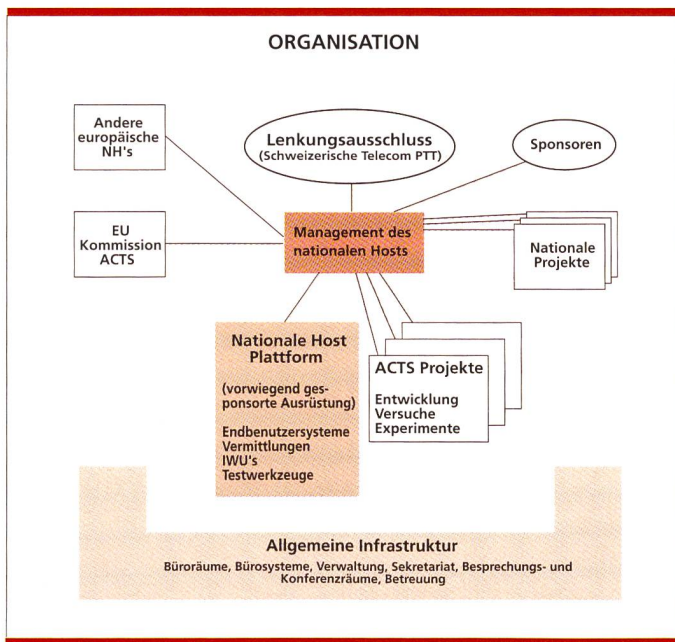 ORGANISATION
Andere
europäische
NH's
Lenkungsausschluss
(Schweizerische Telecom PTT)
Sponsoren
EU
Kommission
ACTS
Management des
nationalen Hosts
Nationale
Projekte
Nationale Host
Plattform
(vorwiegend ges-
ponsorte Ausrüstung)
Endbenutzersysteme
Vermittlungen
IWU's
Testwerkzeuge
ACTS Projekte
Entwicklung
Versuche
Experimente
Allgemeine Infrastruktur
Büroräume, Bürosysteme, Verwaltung, Sekretariat, Besprechungs- und
Konferenzräume, Betreuung